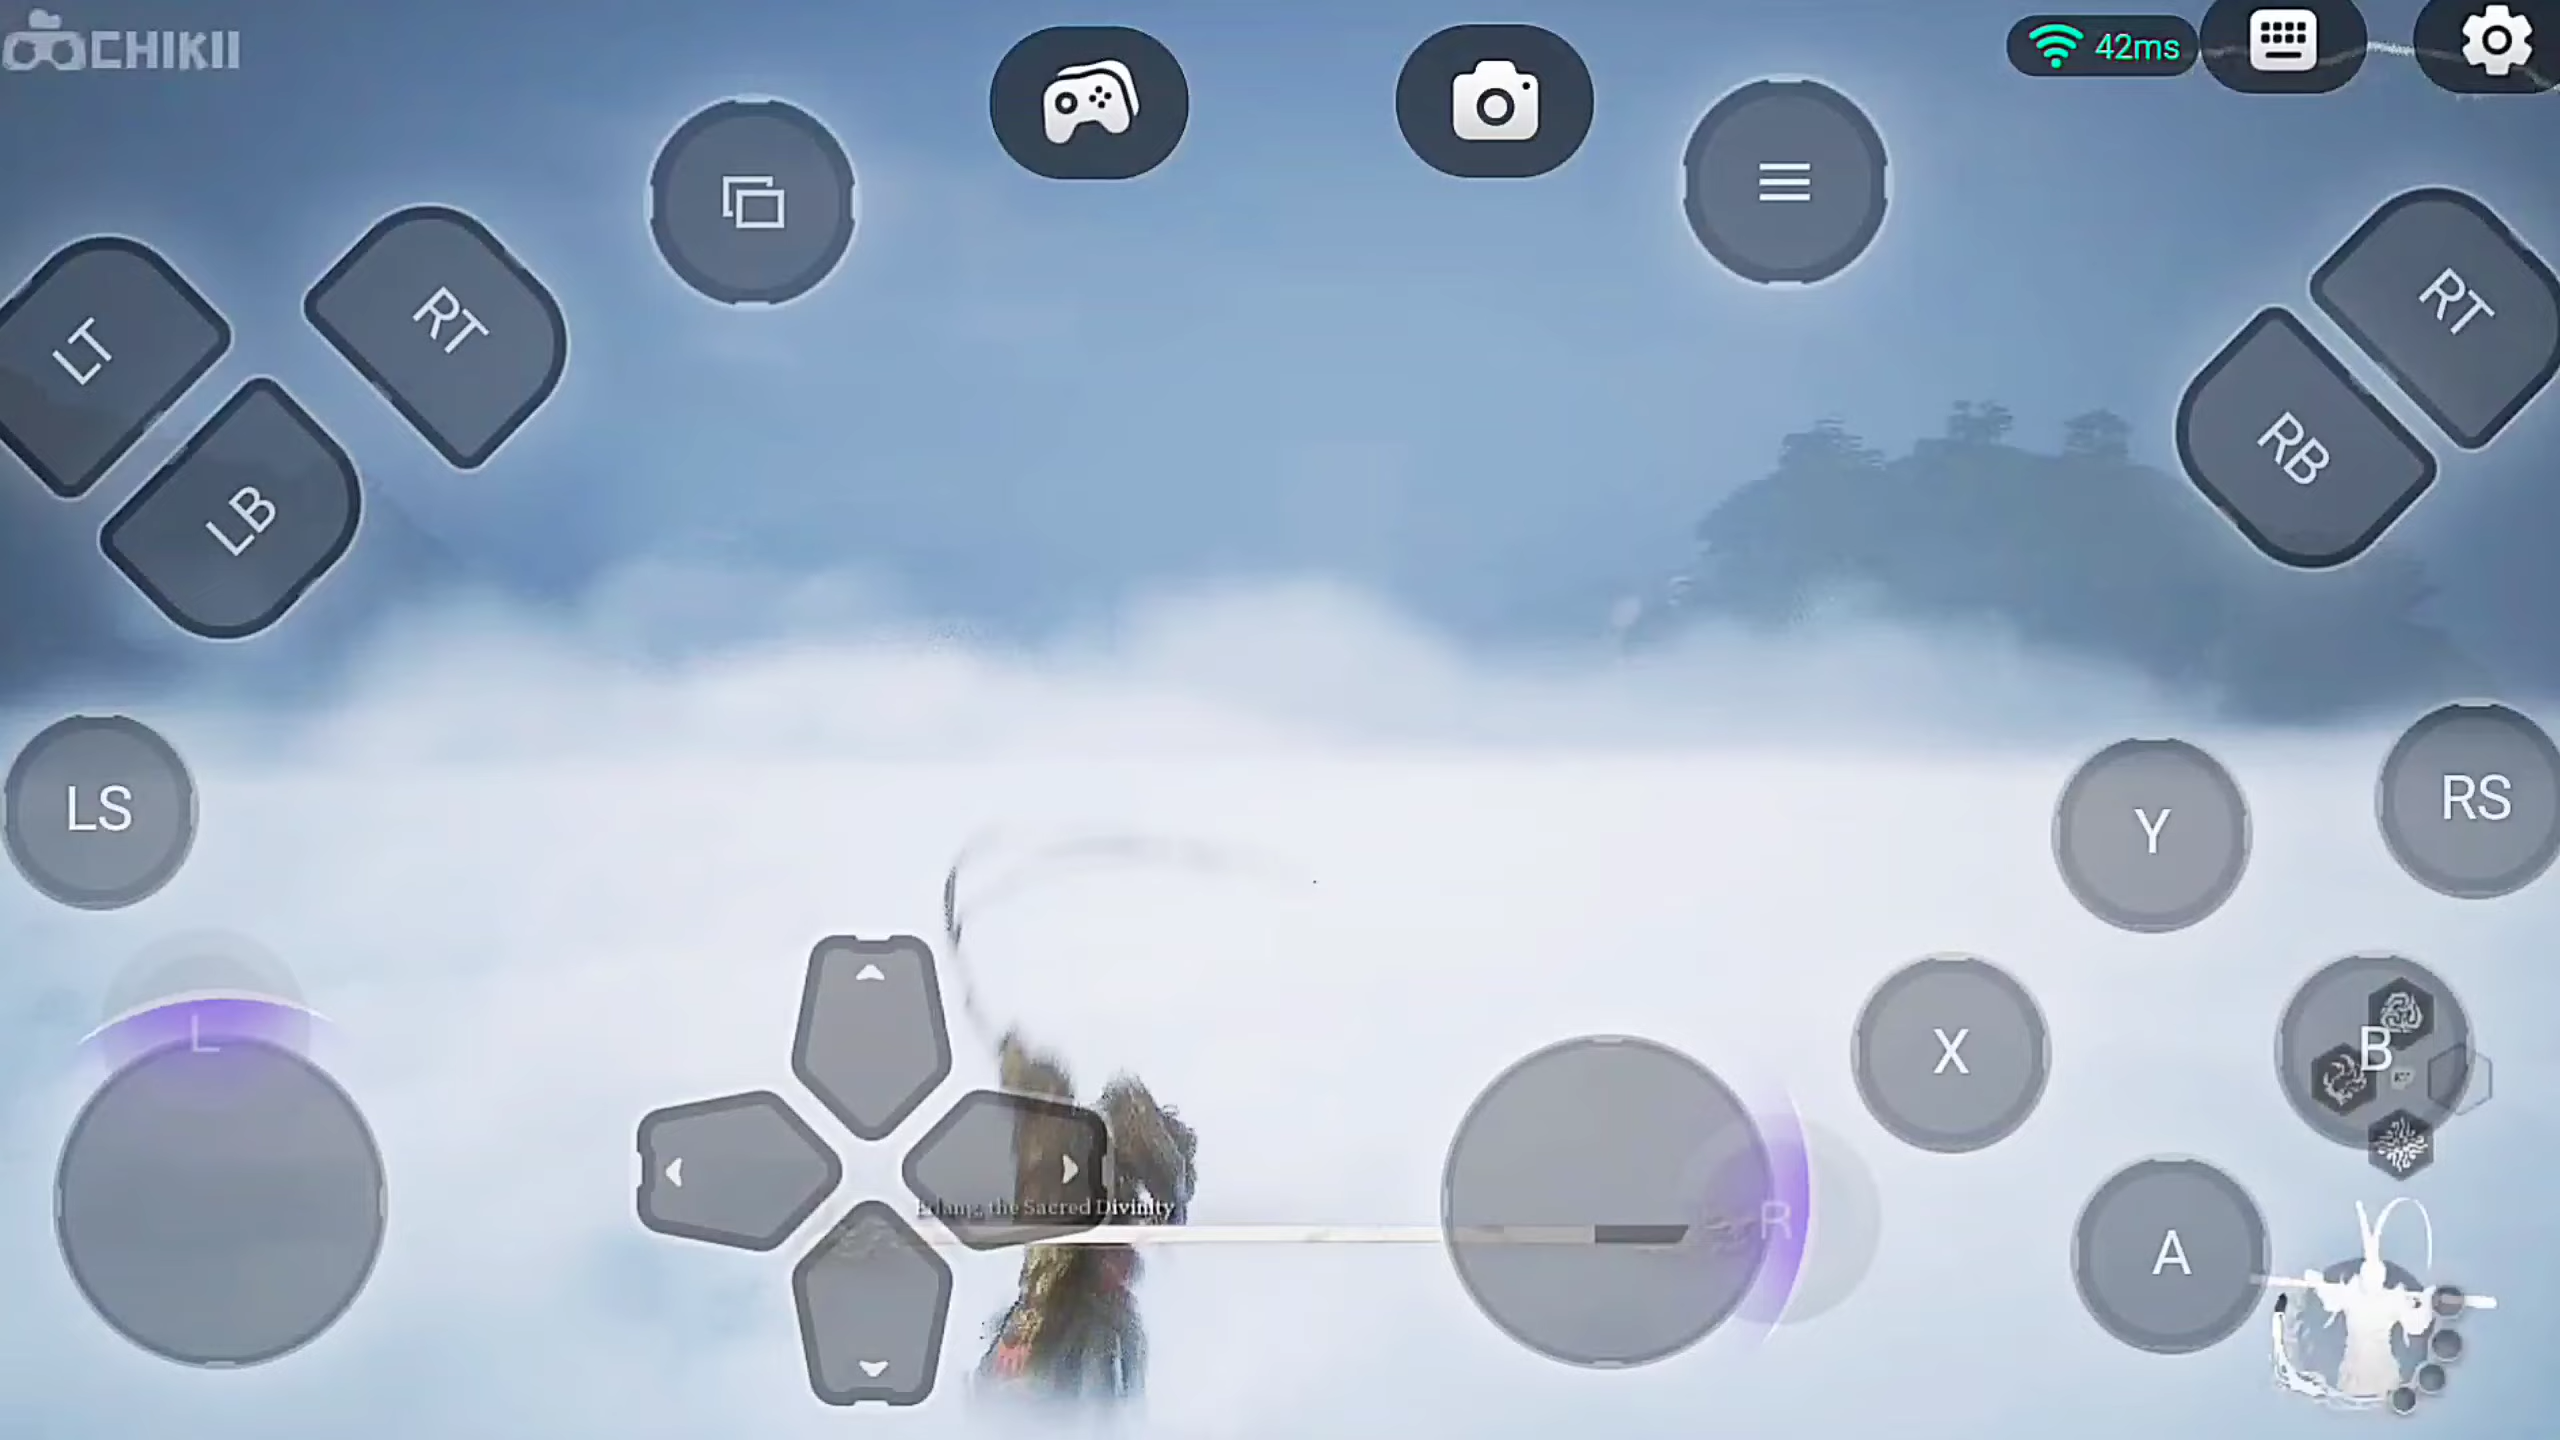 CHIKII
42ms
LT
RT
RT
LB
RB
LS
Y
RS
L
X
B
Erlang, the Sacred Divinity
R
A